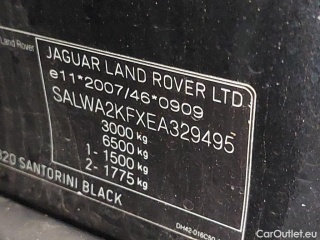 Land Rover
JAGUAR LAND ROVER LTD.
e11*2007/46*0909
SALWA2KFXEA329495
3000 kg
6500 kg
1- 1500 kg
2- 1775 kg
820 SANTORINI BLACK
CarOutlet.eu